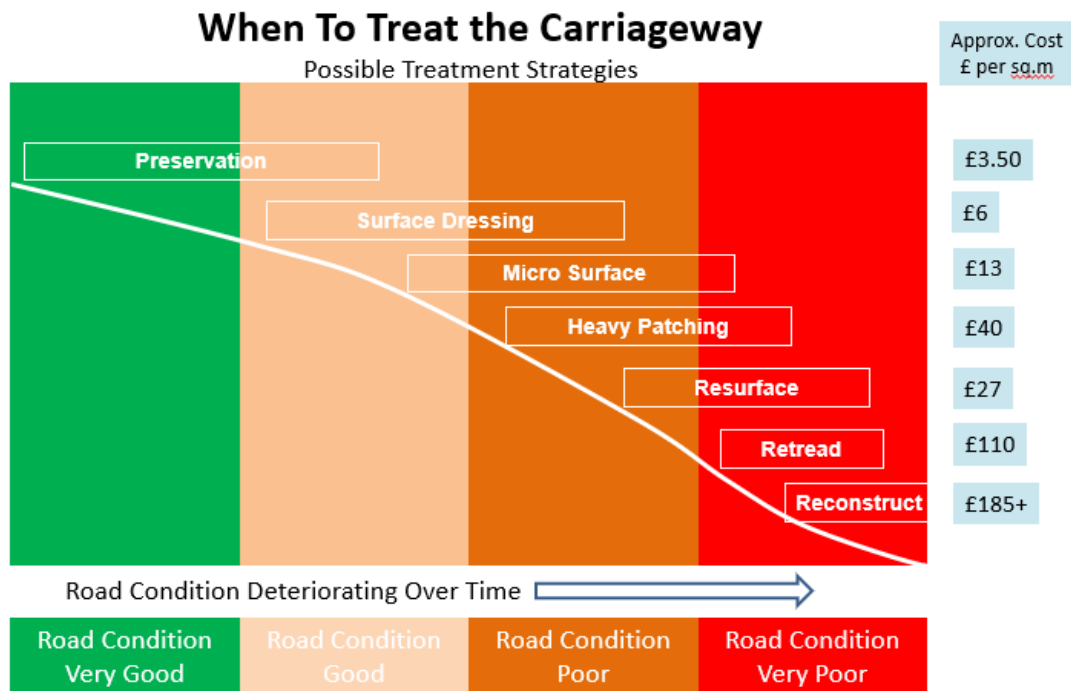 When To Treat the Carriageway
Possible Treatment Strategies
Approx. Cost
£ per sq.m
Preservation
£3.50
Surface Dressing
£6
Micro Surface
£13
Heavy Patching
£40
Resurface
£27
Retread
£110
Reconstruct
£185+
Road Condition Deteriorating Over Time
Road Condition
Very Good
Road Condition
Good
Road Condition
Poor
Road Condition
Very Poor